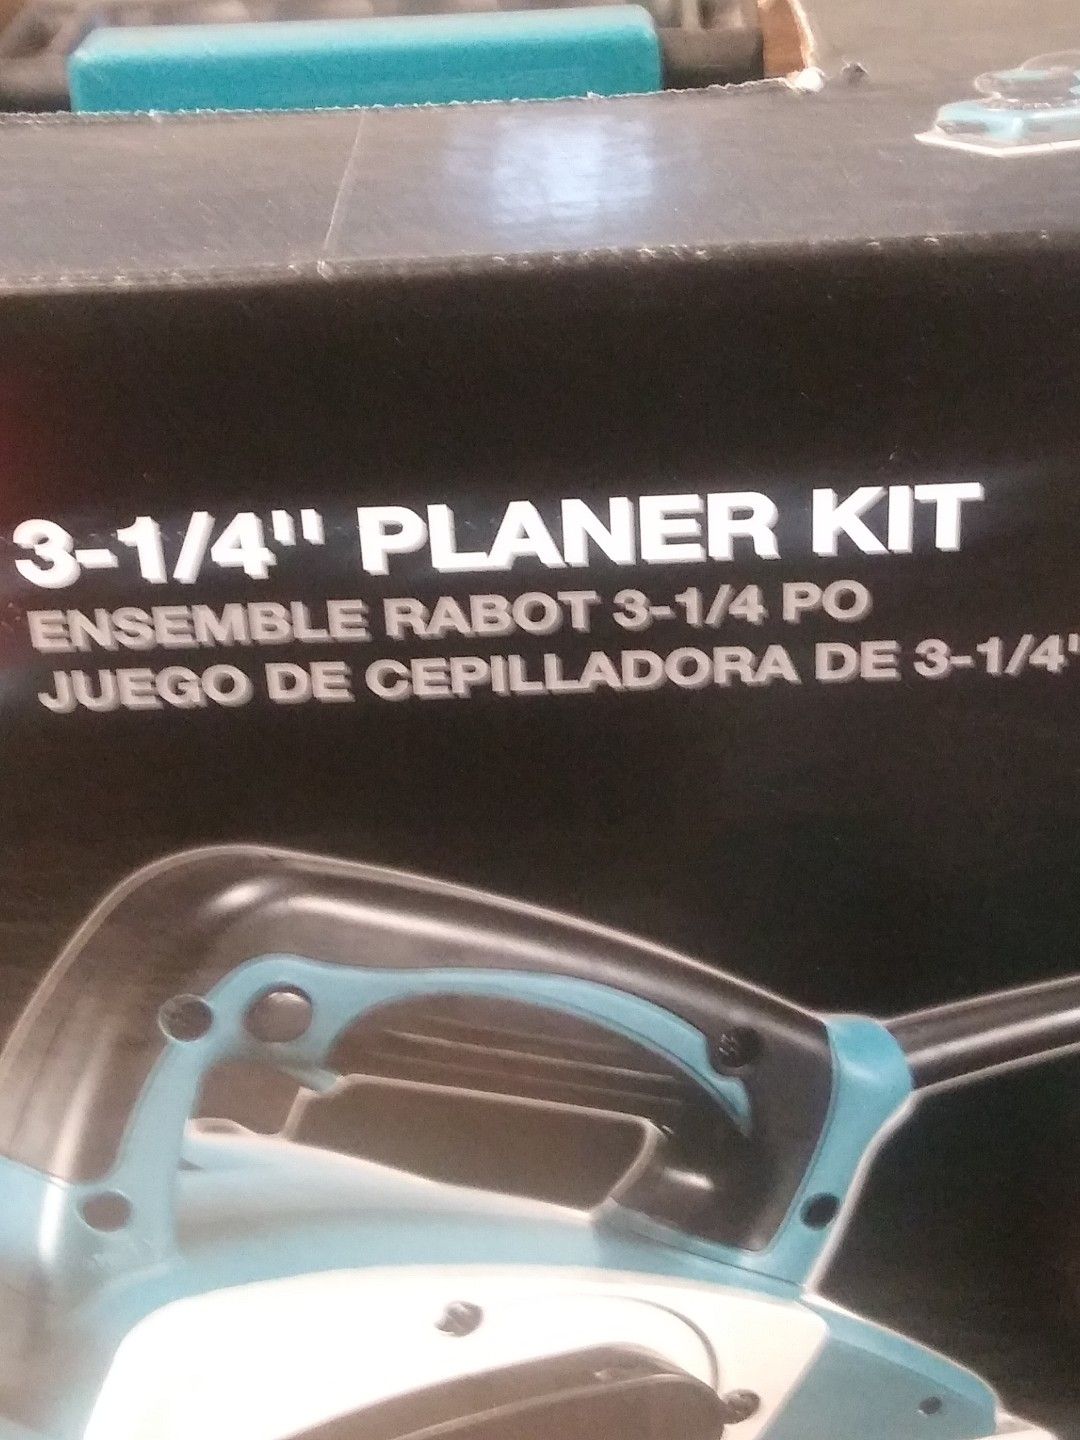 3-1/4" PLANER KIT
ENSEMBLE RABOT 3-1/4 PO
JUEGO DE CEPILLADORA DE 3-1/4"